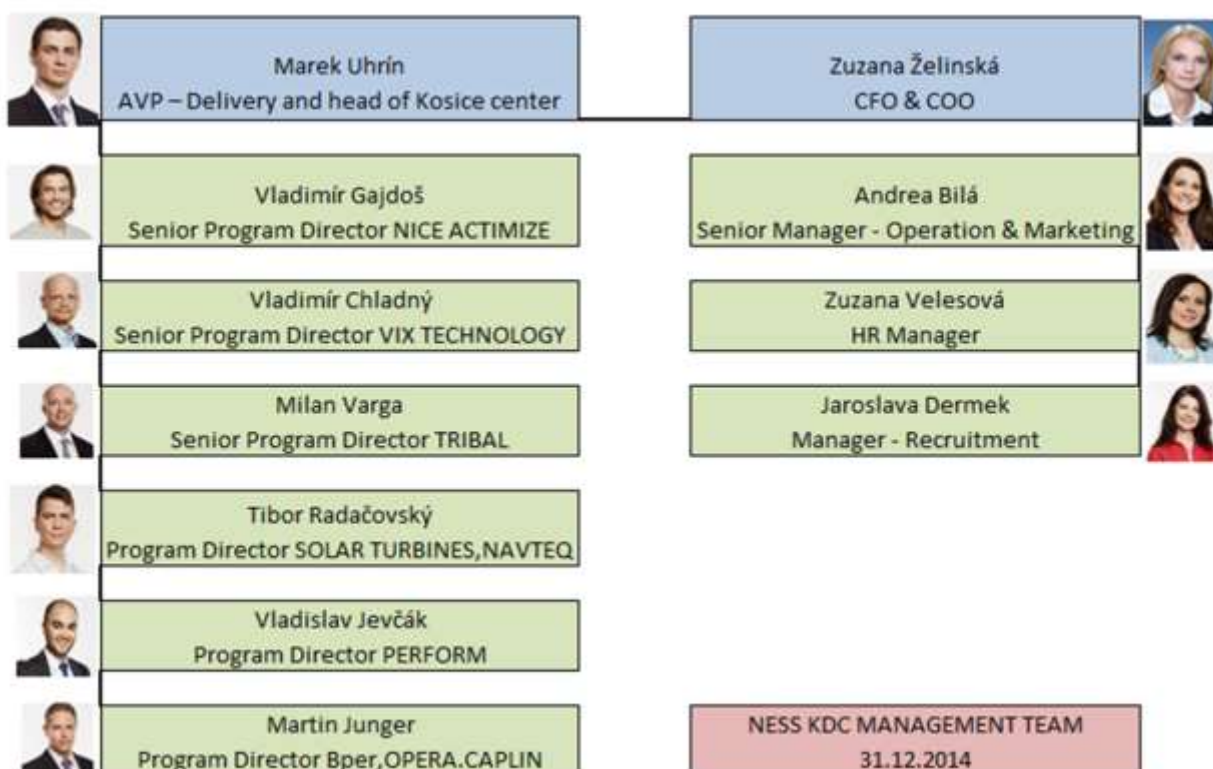 Marek Uhrín
AVP – Delivery and head of Kosice center
Vladimír Gajdoš
Senior Program Director NICE ACTIMIZE
Vladimír Chladný
Senior Program Director VIX TECHNOLOGY
Milan Varga
Senior Program Director TRIBAL
Tibor Radačovský
Program Director SOLAR TURBINES,NAVTEQ
Vladislav Jevčák
Program Director PERFORM
Martin Junger
Program Director Bper,OPERA.CAPLIN
Zuzana Želinská
CFO & COO
Andrea Bilá
Senior Manager - Operation & Marketing
Zuzana Velesová
HR Manager
Jaroslava Dermek
Manager - Recruitment
NESS KDC MANAGEMENT TEAM
31.12.2014